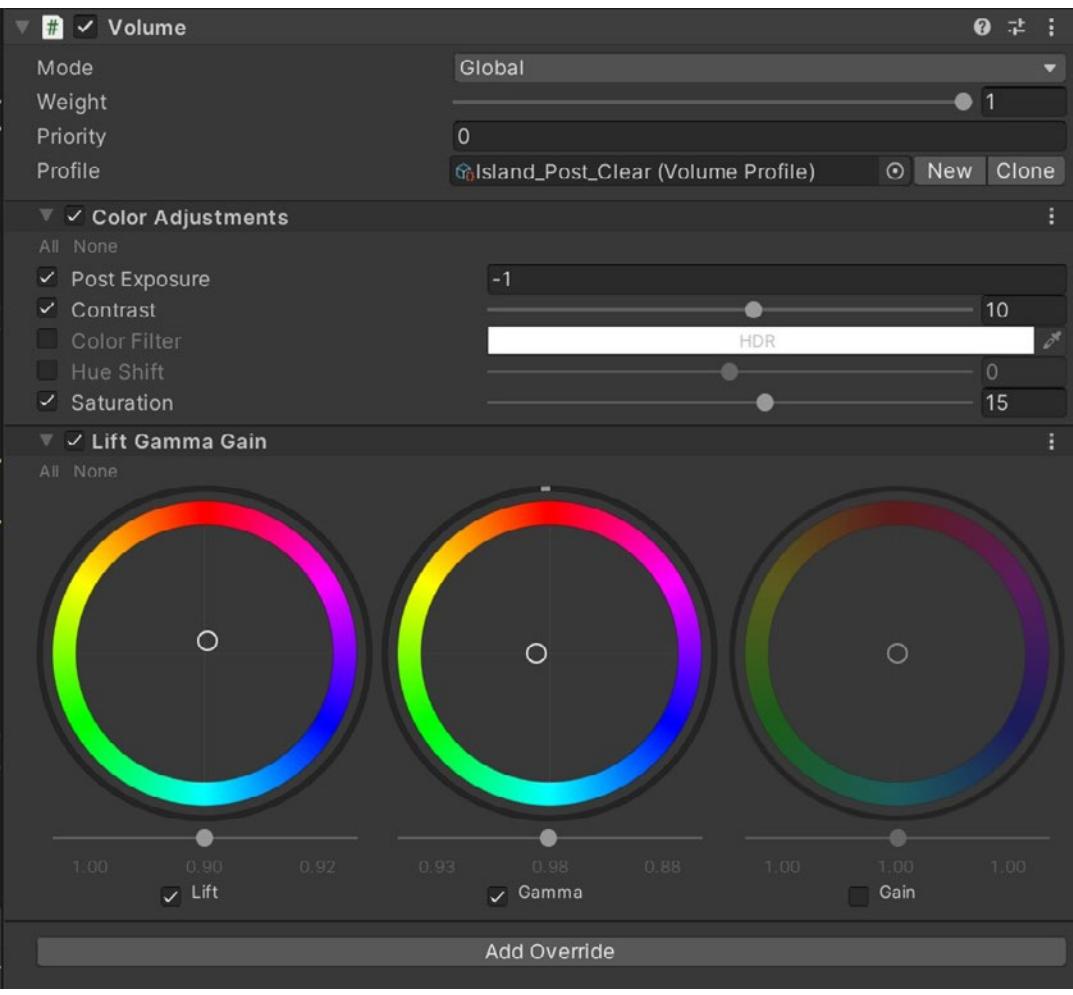 # Volume
Mode Global
Weight 1
Priority 0
Profile Island_Post_Clear (Volume Profile) New Clone
Color Adjustments
All None
Post Exposure -1
Contrast 10
Color Filter HDR
Hue Shift 0
Saturation 15
Lift Gamma Gain
All None
1.00 0.90 0.92 0.93 0.98 0.88 1.00 1.00 1.00
Lift Gamma Gain
Add Override